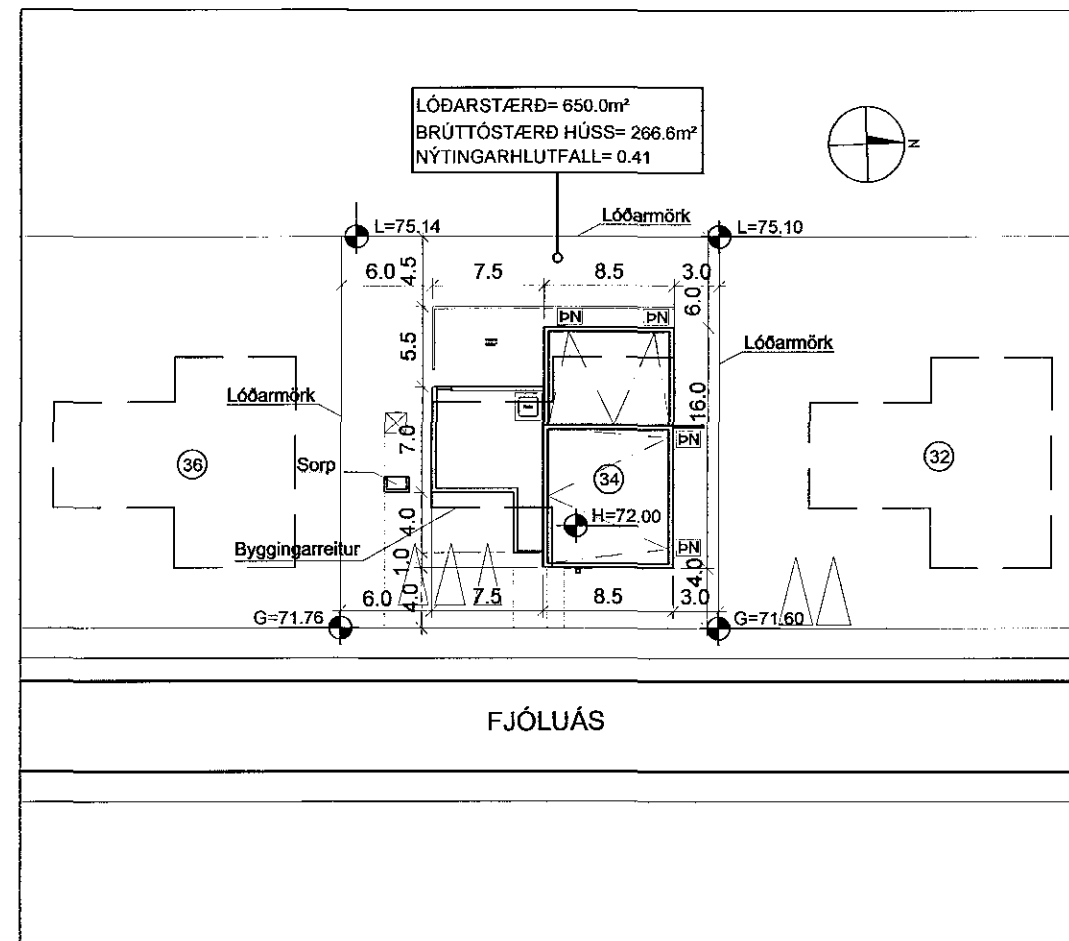 LÓÐARSTÆRÐ= 650.0m²
BRÚTTÓSTÆRÐ HÚSS= 266.6m²
NÝTINGARHLUTFALL= 0.41
N
Lóðarmörk
L=75.14
L=75.10
6.0
4.5
7.5
8.5
3.0
6.0
ÞN
ÞN
5.5
Lóðarmörk
Lóðarmörk
16.0
7.0
ÞN
36
Sorp
34
32
4.0
H=72.00
Byggingarreitur
1.0
ÞN
4.0
6.0
4.0
7.5
8.5
3.0
G=71.76
G=71.60
FJÓLUÁS